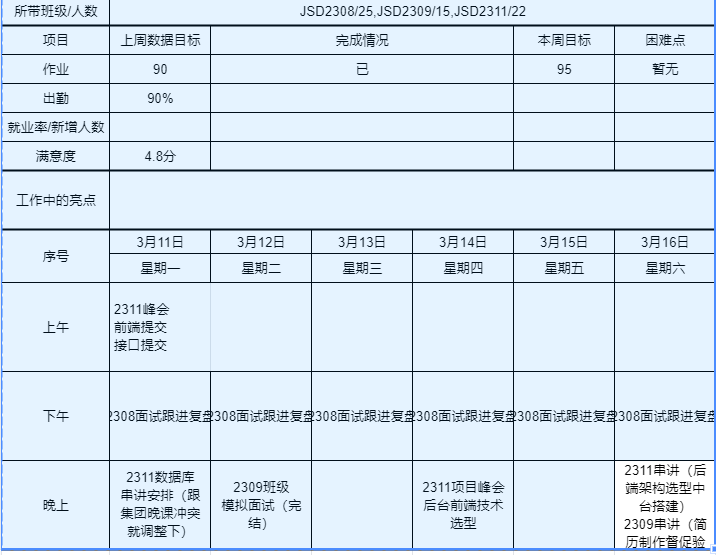 所带班级/人数 JSD2308/25,JSD2309/15,JSD2311/22
项目 上周数据目标 完成情况 本周目标 困难点
作业 90 已 95 暂无
出勤 90%
就业率/新增人数
满意度 4.8分
工作中的亮点
序号 3月11日 3月12日 3月13日 3月14日 3月15日 3月16日
星期一 星期二 星期三 星期四 星期五 星期六
上午
2311峰会
前端提交
接口提交
下午 2308面试跟进复盘 2308面试跟进复盘 2308面试跟进复盘 2308面试跟进复盘 2308面试跟进复盘 2308面试跟进复盘
晚上
2311数据库
串讲安排（跟
集团晚课冲突
就调整下）
2309班级
模拟面试（完
结）
2311项目峰会
后台前端技术
选型
2311串讲（后
端架构选型中
台搭建）
2309串讲（简
历制作督促验